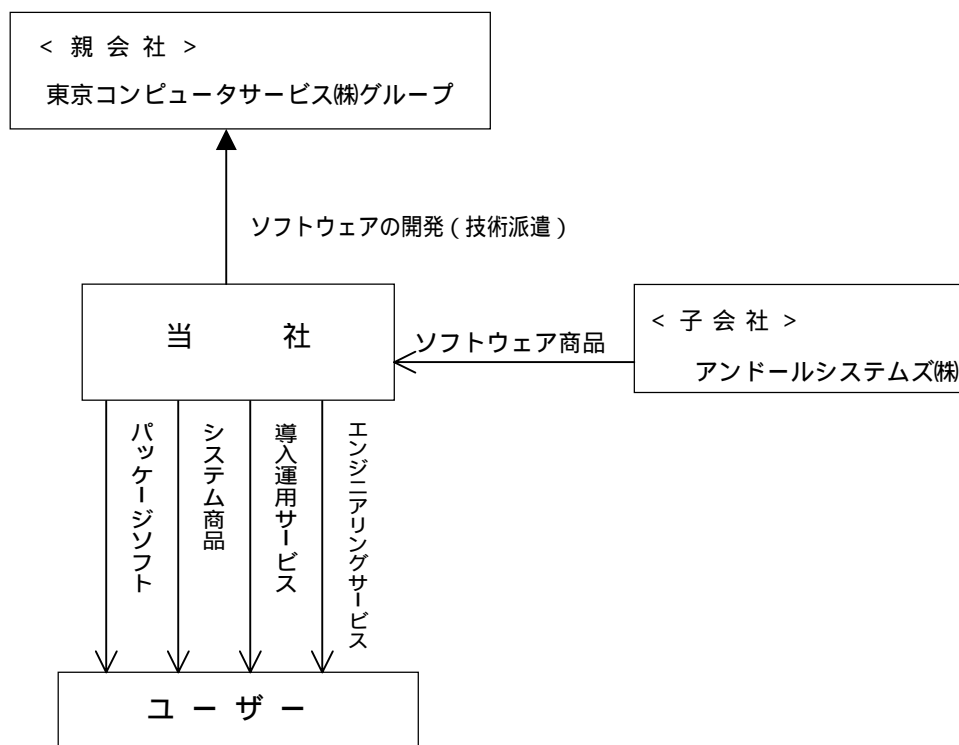 < 親 会 社 >
東京コンピュータサービス㈱グループ
ソフトウェアの開発 ( 技術派遣 )
当 社
ソフトウェア商品
< 子 会 社 >
アンドールシステムズ㈱
パッケージソフト
システム商品
導入運用サービス
エンジニアリングサービス
ユ ー ザ ー